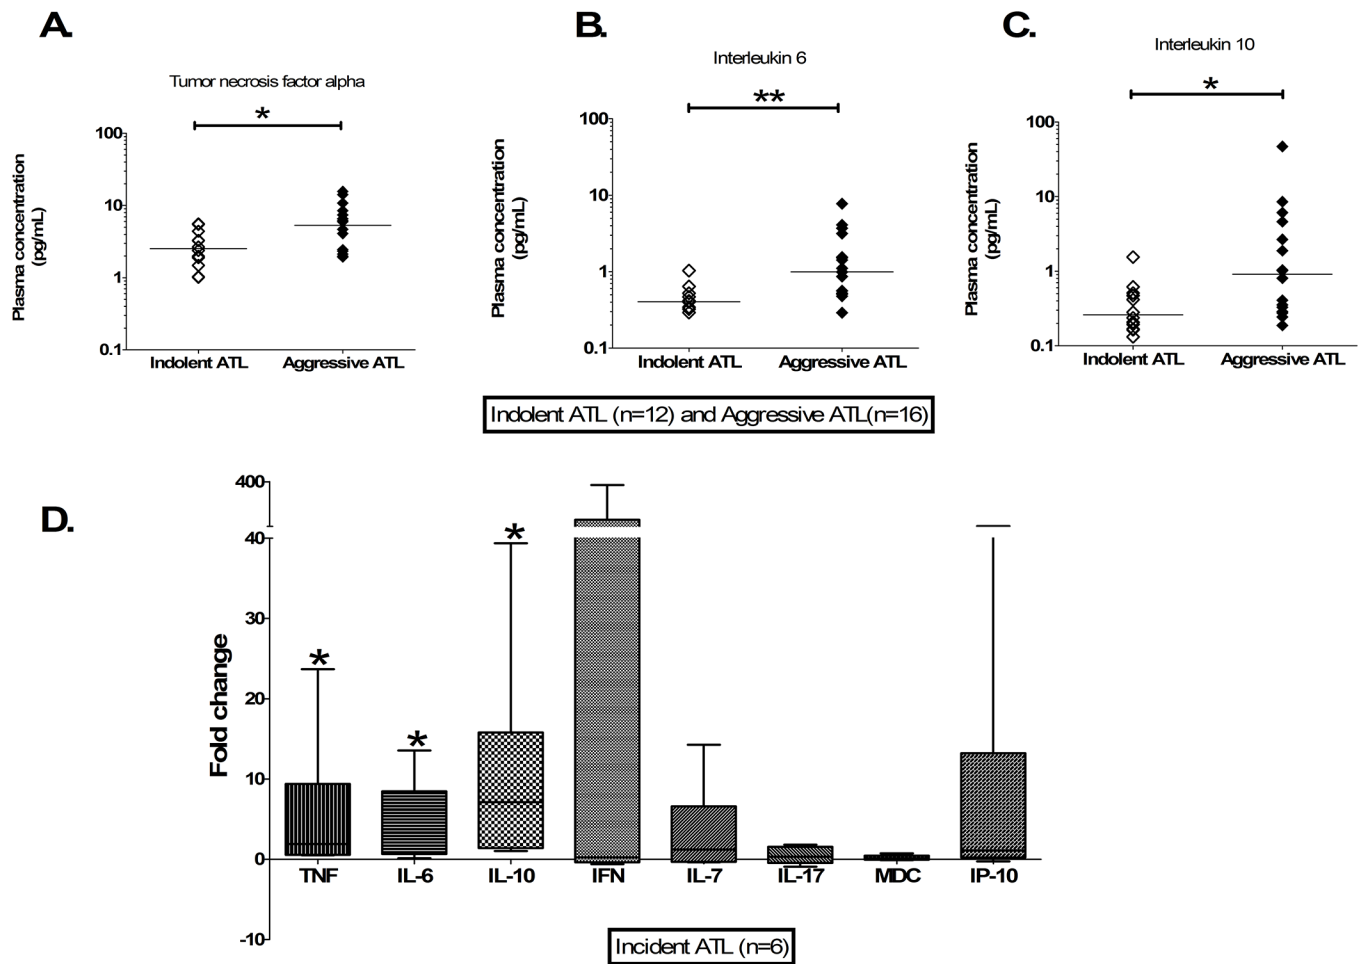 A.
Tumor necrosis factor alpha
*
Plasma concentration
(pg/mL)
100
10
1
0.1
Indolent ATL
Aggressive ATL
B.
Interleukin 6
**
Plasma concentration
(pg/mL)
100
10
1
0.1
Indolent ATL
Aggressive ATL
C.
Interleukin 10
*
Plasma concentration
(pg/mL)
100
10
1
0.1
Indolent ATL
Aggressive ATL
Indolent ATL (n=12) and Aggressive ATL(n=16)
D.
Fold change
400
40
30
20
10
0
-10
*
*
*
TNF
IL-6
IL-10
IFN
IL-7
IL-17
MDC
IP-10
Incident ATL (n=6)